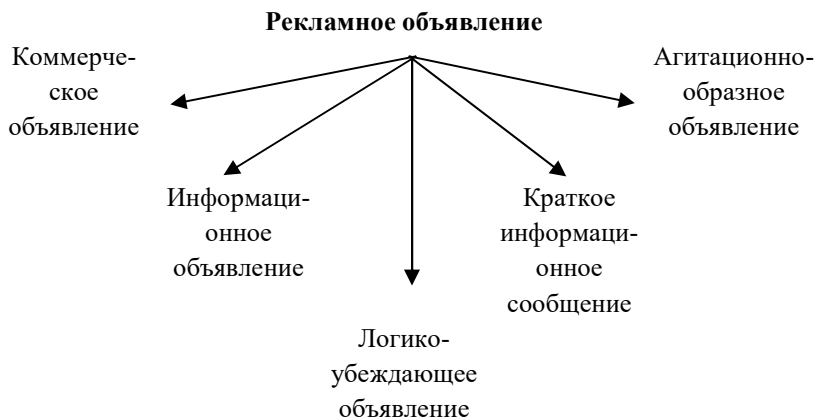 Рекламное объявление
Коммерче-
ское
объявление
Информаци-
онное
объявление
Логико-
убеждающее
объявление
Краткое
информаци-
онное
сообщение
Агитационно-
образное
объявление